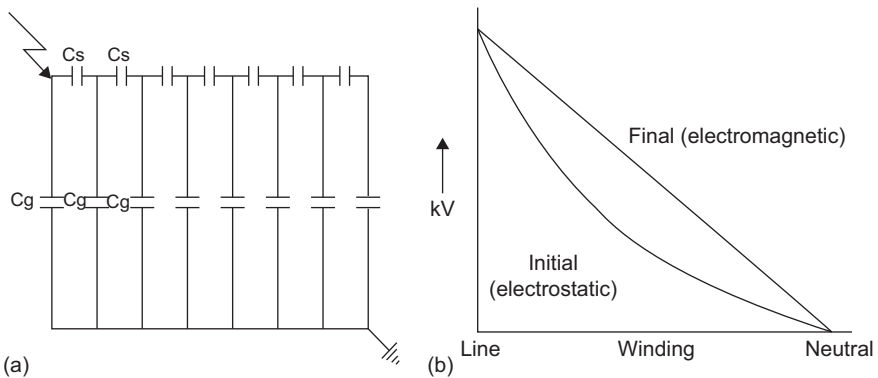 Cs Cs
Cg Cg Cg
(a)
kV
Final (electromagnetic)
Initial
(electrostatic)
Line Winding Neutral
(b)